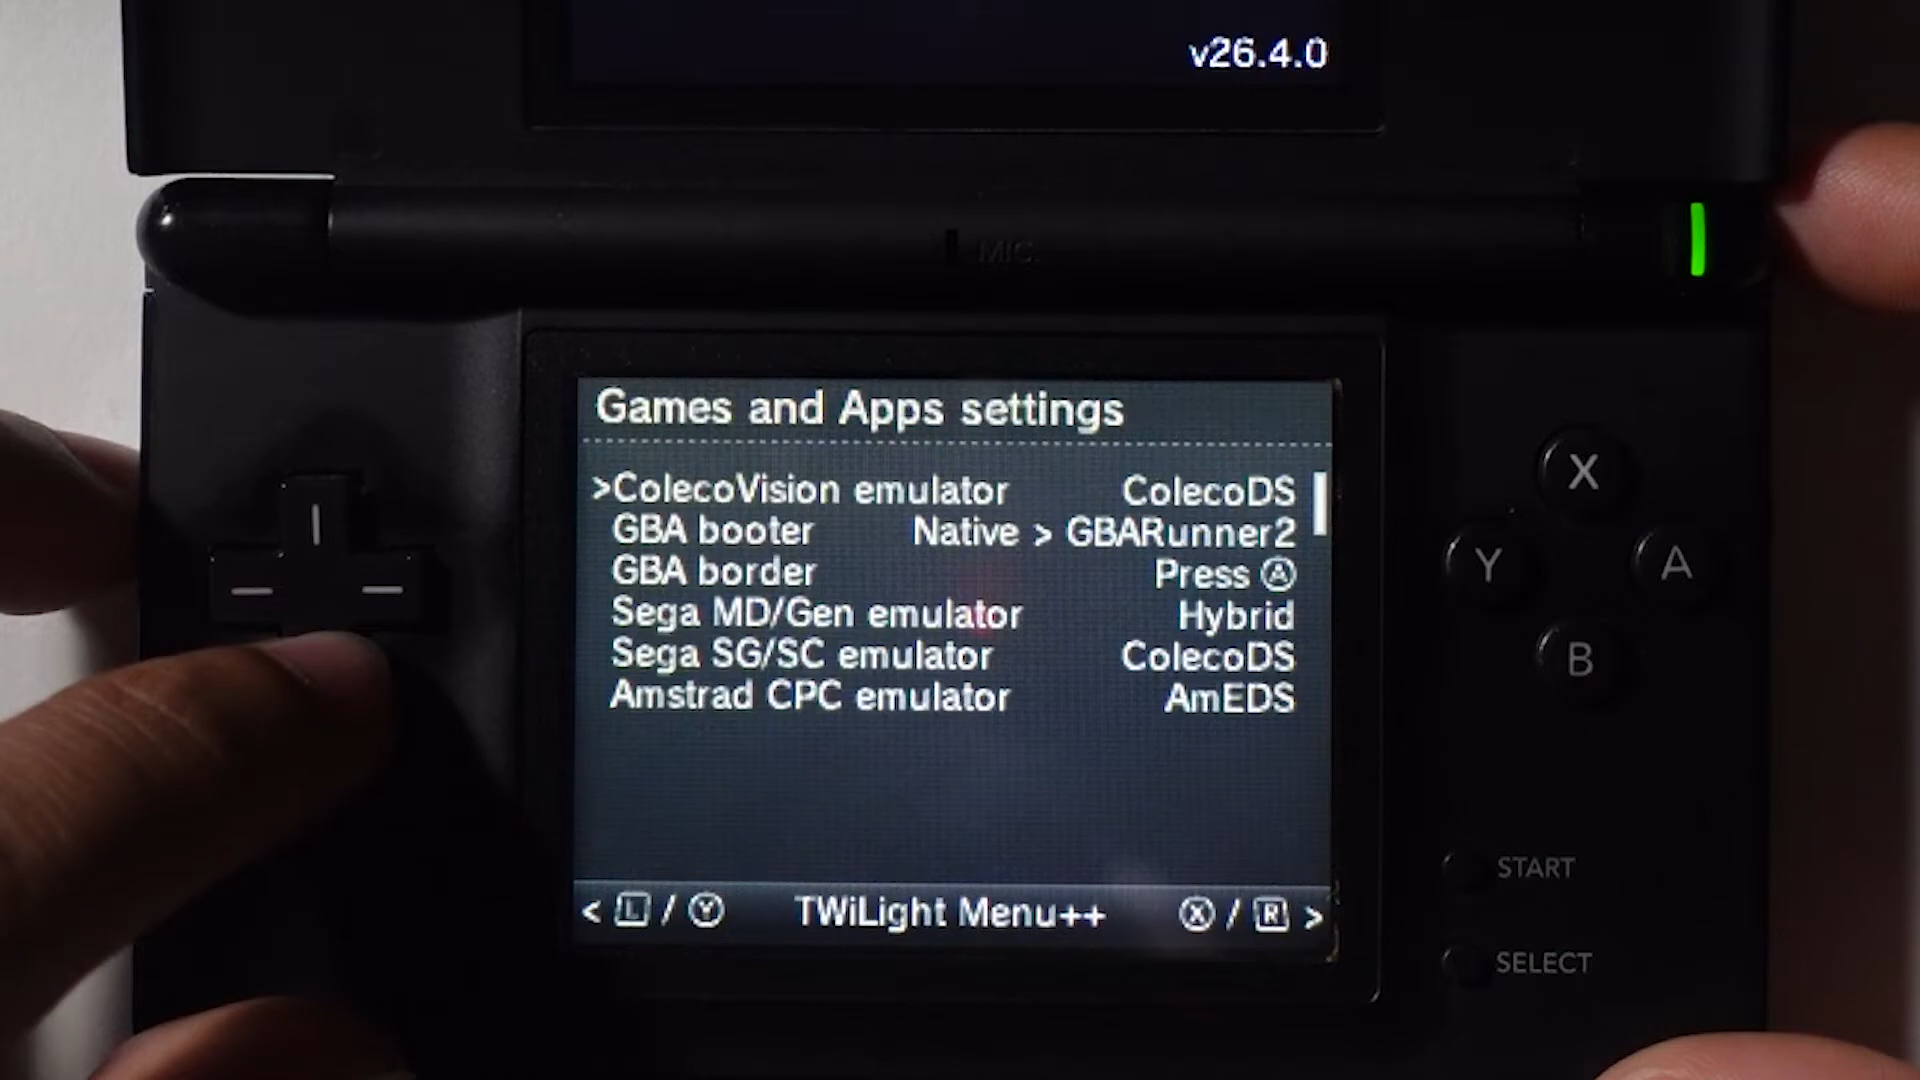 v26.4.0
MIC.
Games and Apps settings
>ColecoVision emulator ColecoDS
GBA booter Native > GBARunner2
GBA border Press Ⓐ
Sega MD/Gen emulator Hybrid
Sega SG/SC emulator ColecoDS
Amstrad CPC emulator AmEDS
< L / Y TWiLight Menu++ X / R >
X
Y A
B
START
SELECT